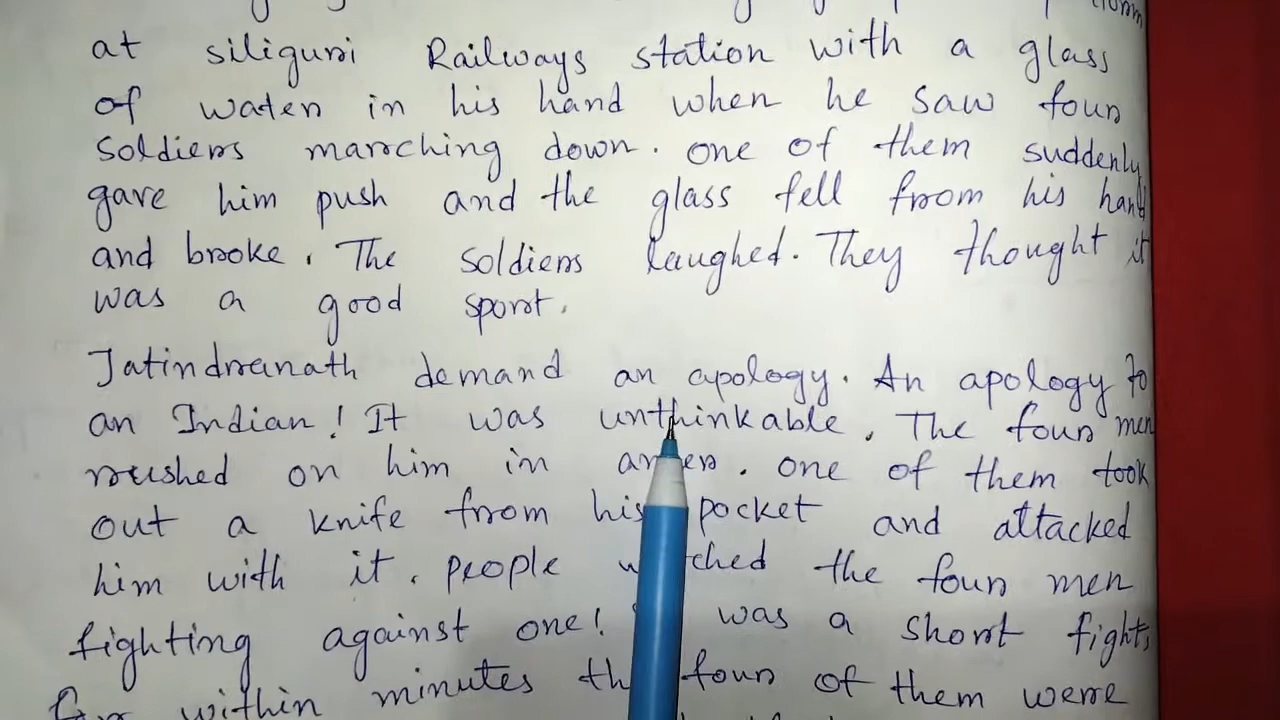 at siliguri Railways station with a glass
of water in his hand when he saw four
soldiers marching down. one of them suddenly
gave him push and the glass fell from his hand
and broke. The soldiers laughed. They thought it
was a good sport.
Jatindranath demand an apology. An apology to
an Indian! It was unthinkable. The four men
rushed on him in . one of them took
out a knife from his pocket and attacked
him with it. people the four men
fighting against one! was a short fight,
For within minutes four of them were